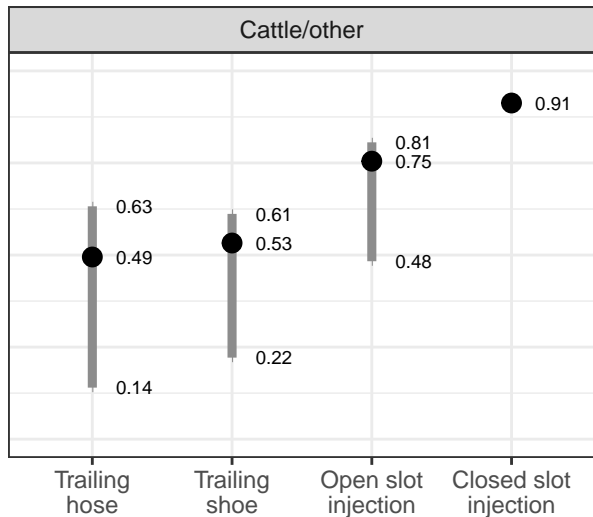 Cattle/other
0.91
0.81
0.75
0.63
0.61
0.53
0.49
0.48
0.22
0.14
Trailing hose
Trailing shoe
Open slot injection
Closed slot injection